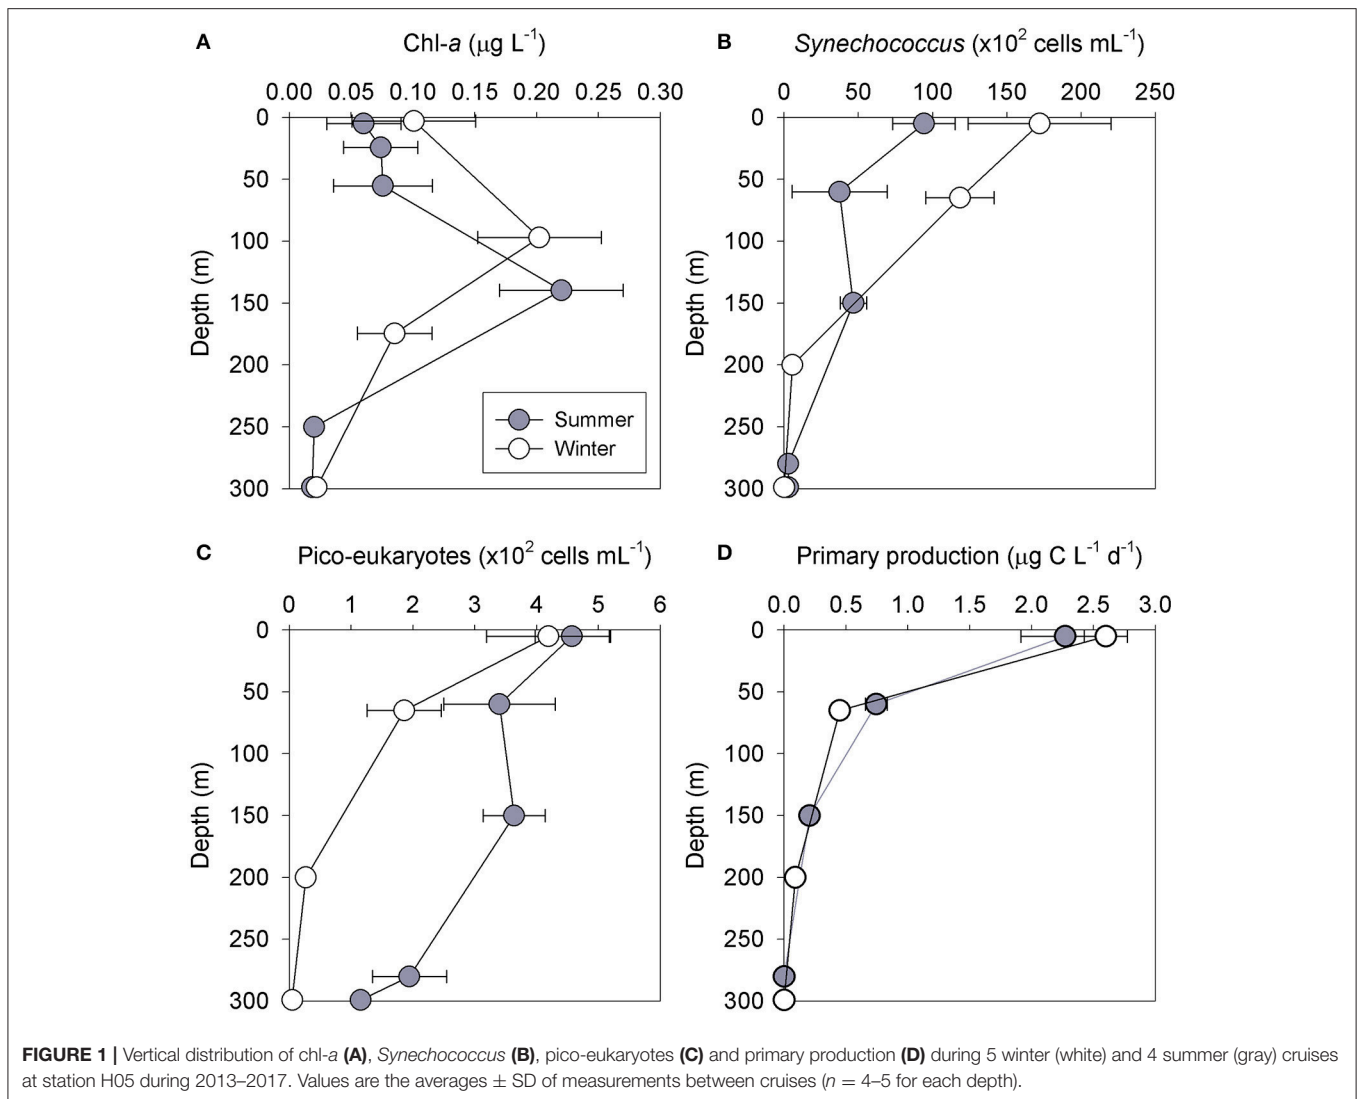 A Chl-a (μg L⁻¹)
0.00 0.05 0.10 0.15 0.20 0.25 0.30
0
50
100
150
200
250
300
Depth (m)
Summer
Winter
B Synechococcus (x10² cells mL⁻¹)
0 50 100 150 200 250
0
50
100
150
200
250
300
Depth (m)
C Pico-eukaryotes (x10² cells mL⁻¹)
0 1 2 3 4 5 6
0
50
100
150
200
250
300
Depth (m)
D Primary production (μg C L⁻¹ d⁻¹)
0.0 0.5 1.0 1.5 2.0 2.5 3.0
0
50
100
150
200
250
300
Depth (m)
FIGURE 1 | Vertical distribution of chl-a (A), Synechococcus (B), pico-eukaryotes (C) and primary production (D) during 5 winter (white) and 4 summer (gray) cruises
at station H05 during 2013–2017. Values are the averages ± SD of measurements between cruises (n = 4–5 for each depth).